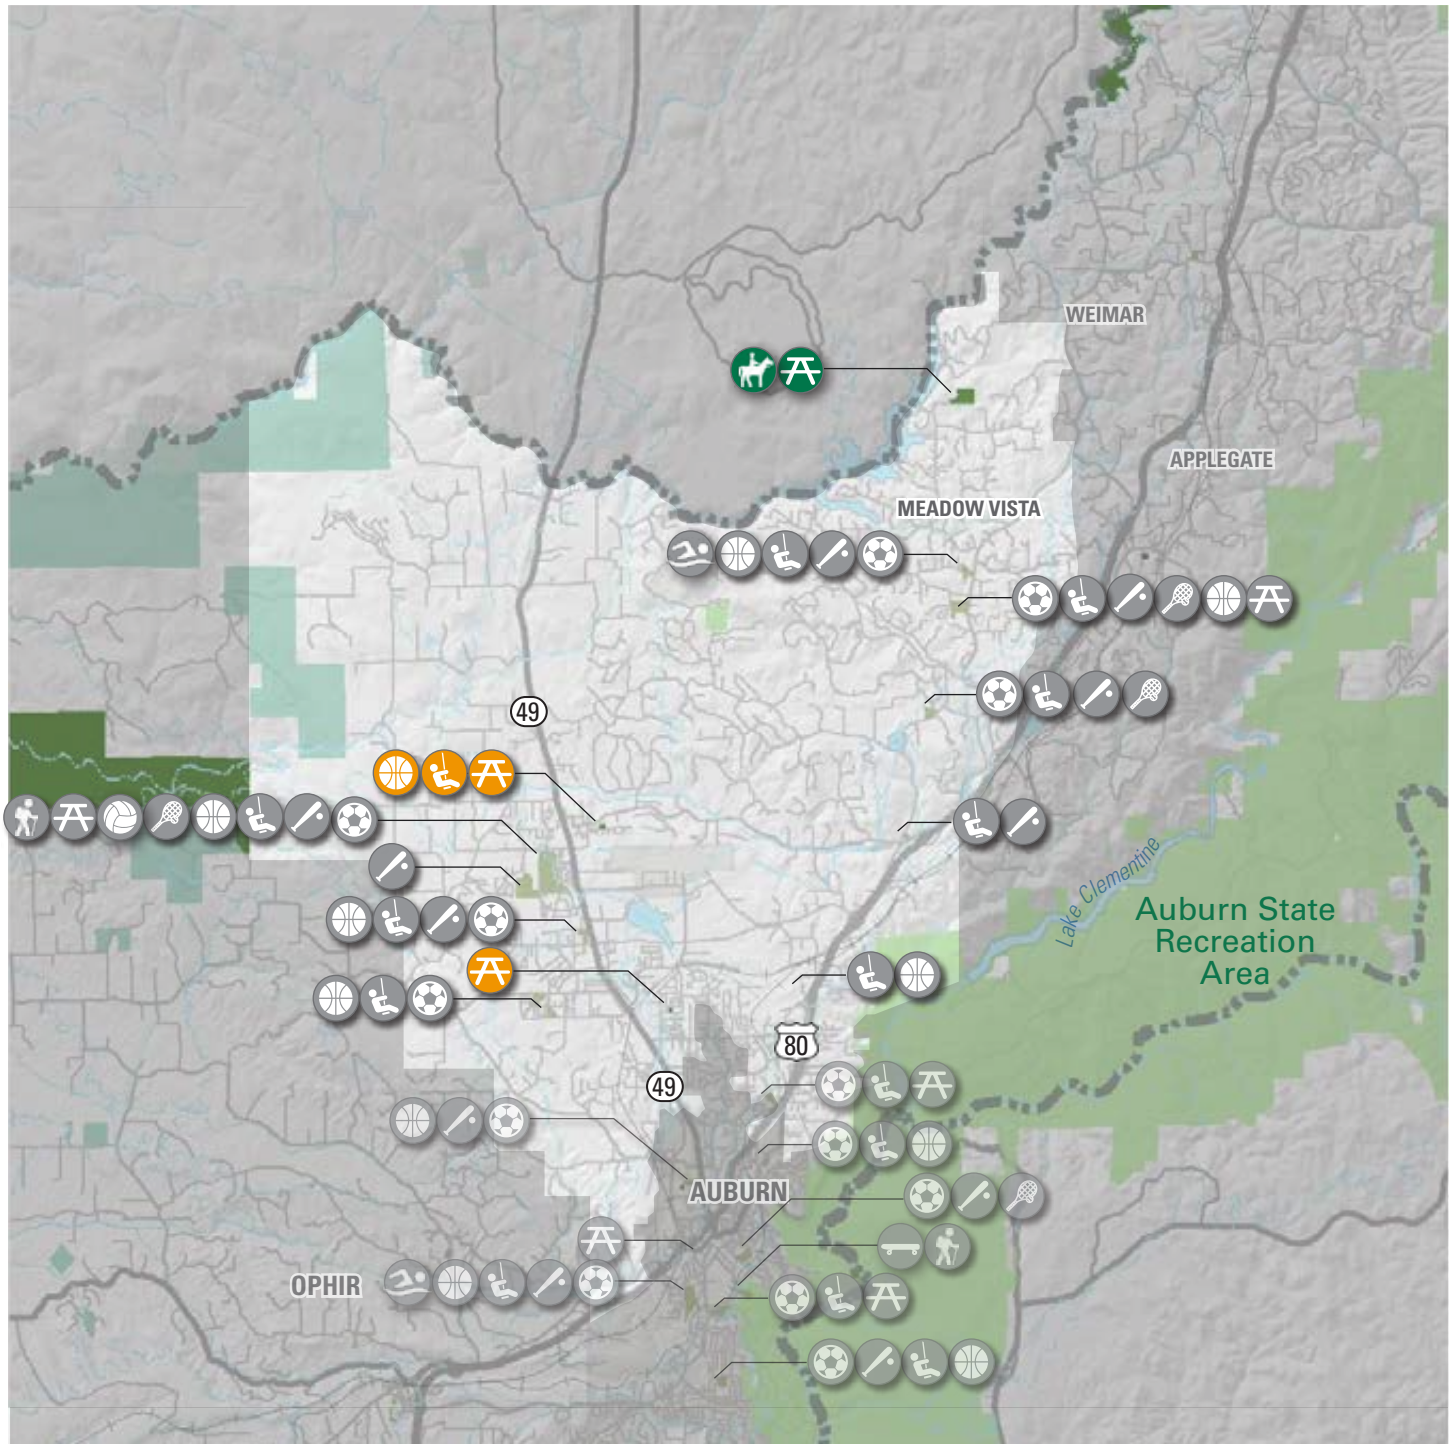 WEIMAR
APPLEGATE
MEADOW VISTA
49
Lake Clementine
Auburn State
Recreation
Area
80
49
AUBURN
OPHIR